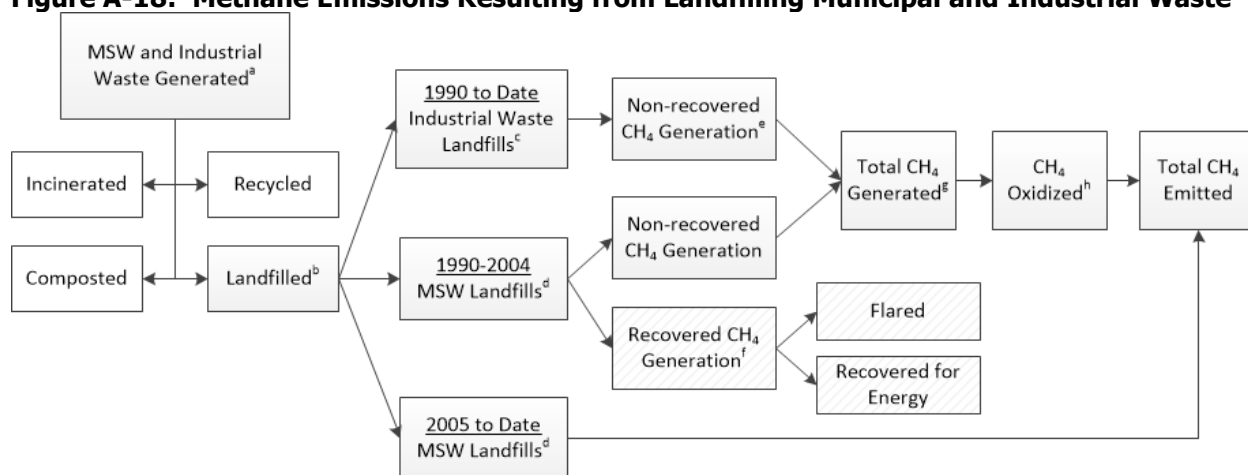 Figure A-18: Methane Emissions Resulting from Landfilling Municipal and Industrial Waste
MSW and Industrial
Waste Generatedᵃ
Incinerated
Recycled
Composted
Landfilledᵇ
1990 to Date
Industrial Waste
Landfillsᶜ
1990-2004
MSW Landfillsᵈ
2005 to Date
MSW Landfillsᵈ
Non-recovered
CH₄ Generationᵉ
Non-recovered
CH₄ Generation
Recovered CH₄
Generationᶠ
Flared
Recovered for
Energy
Total CH₄
Generatedᵍ
CH₄
Oxidizedʰ
Total CH₄
Emitted